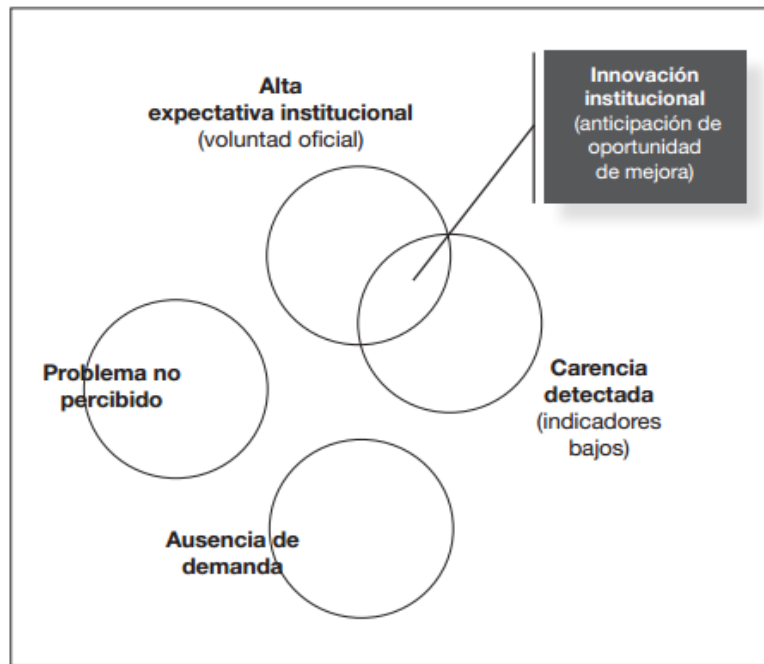 Alta
expectativa institucional
(voluntad oficial)
Innovación
institucional
(anticipación de
oportunidad
de mejora)
Problema no
percibido
Carencia
detectada
(indicadores
bajos)
Ausencia de
demanda